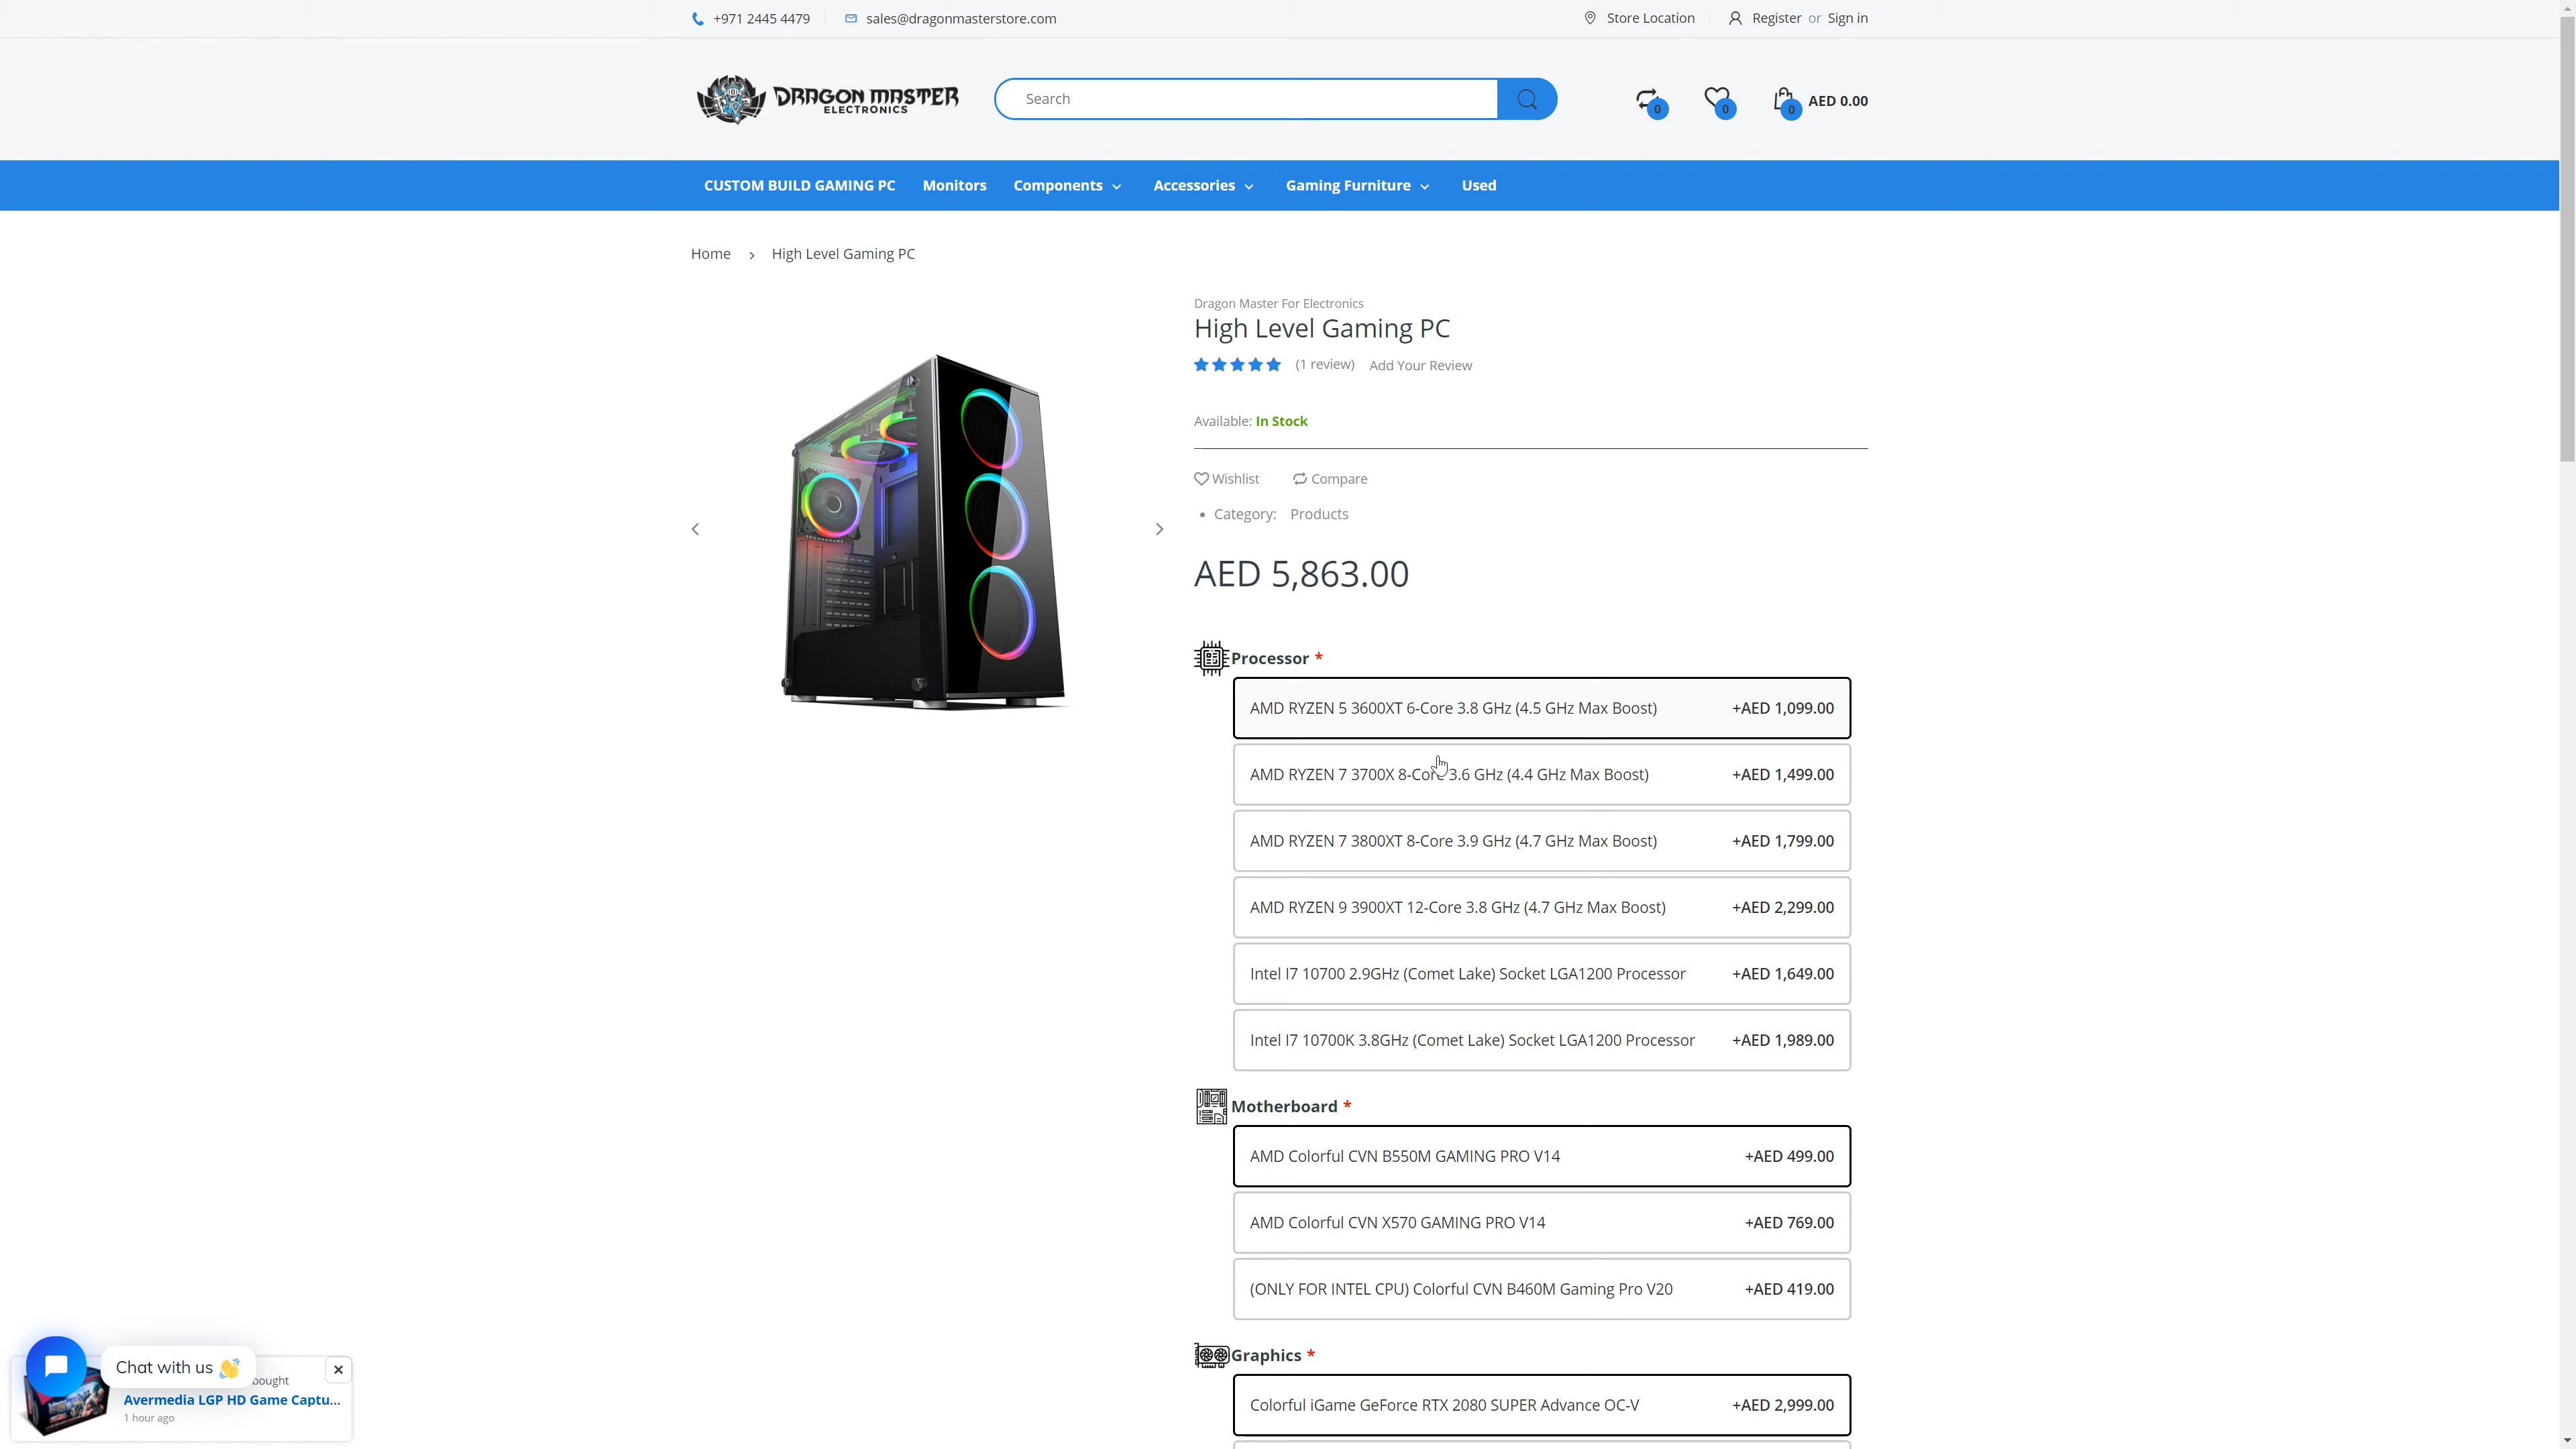 +971 2445 4479
sales@dragonmasterstore.com
Store Location
Register or Sign in
DRAGON MASTER
ELECTRONICS
Search
0
0
0
AED 0.00
CUSTOM BUILD GAMING PC
Monitors
Components
Accessories
Gaming Furniture
Used
Home > High Level Gaming PC
Dragon Master For Electronics
High Level Gaming PC
(1 review) Add Your Review
Available: In Stock
Wishlist
Compare
• Category: Products
AED 5,863.00
Processor *
AMD RYZEN 5 3600XT 6-Core 3.8 GHz (4.5 GHz Max Boost) +AED 1,099.00
AMD RYZEN 7 3700X 8-Core 3.6 GHz (4.4 GHz Max Boost) +AED 1,499.00
AMD RYZEN 7 3800XT 8-Core 3.9 GHz (4.7 GHz Max Boost) +AED 1,799.00
AMD RYZEN 9 3900XT 12-Core 3.8 GHz (4.7 GHz Max Boost) +AED 2,299.00
Intel I7 10700 2.9GHz (Comet Lake) Socket LGA1200 Processor +AED 1,649.00
Intel I7 10700K 3.8GHz (Comet Lake) Socket LGA1200 Processor +AED 1,989.00
Motherboard *
AMD Colorful CVN B550M GAMING PRO V14 +AED 499.00
AMD Colorful CVN X570 GAMING PRO V14 +AED 769.00
(ONLY FOR INTEL CPU) Colorful CVN B460M Gaming Pro V20 +AED 419.00
Graphics *
Colorful iGame GeForce RTX 2080 SUPER Advance OC-V +AED 2,999.00
Chat with us 👋
bought
Avermedia LGP HD Game Captu...
1 hour ago